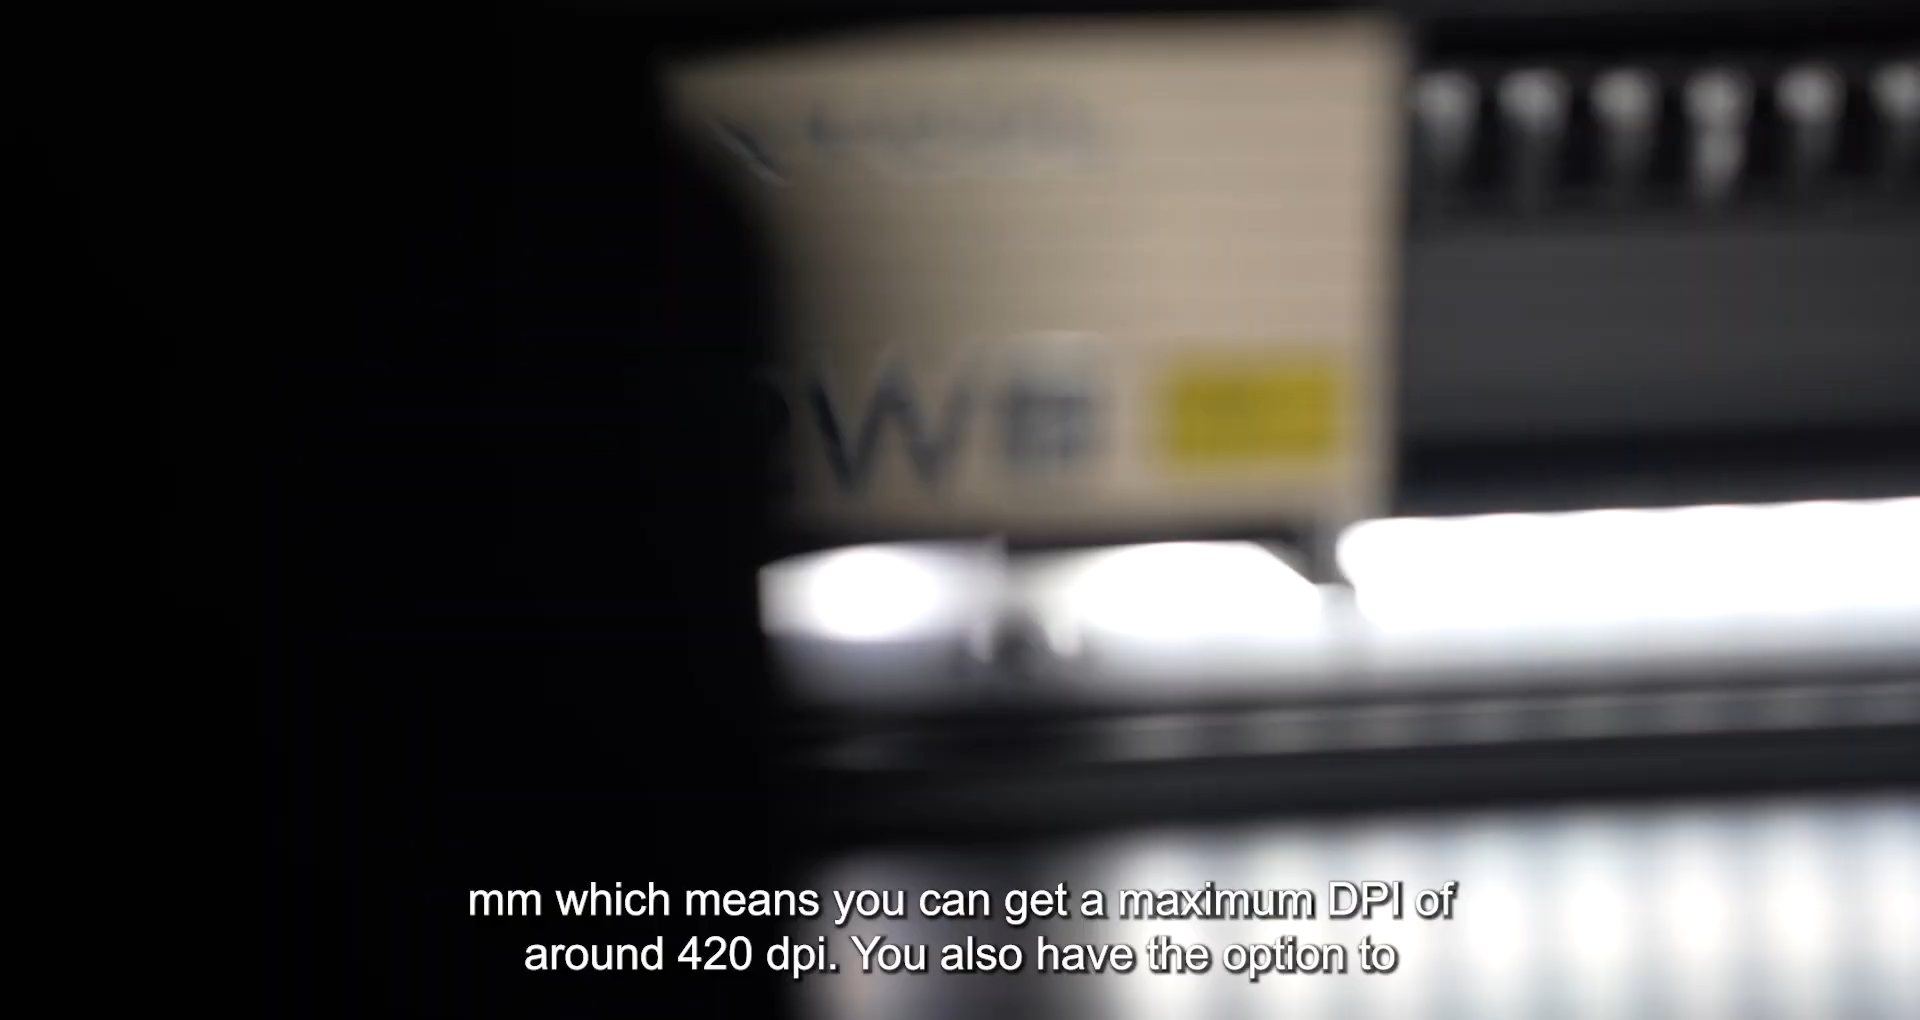 W
mm which means you can get a maximum DPI of
around 420 dpi. You also have the option to